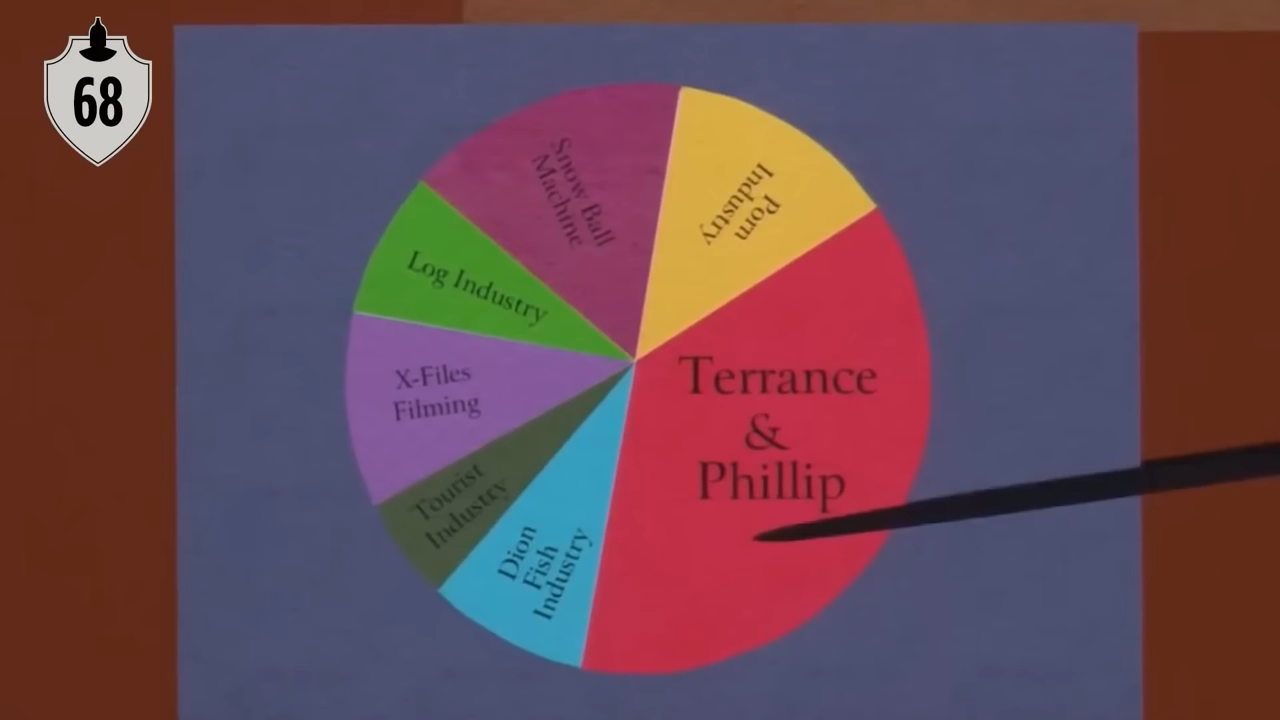 68
Snow Ball
Machine
Porn
Industry
Log Industry
X-Files
Filming
Terrance
&
Phillip
Tourist
Industry
Dion
Fish
Industry